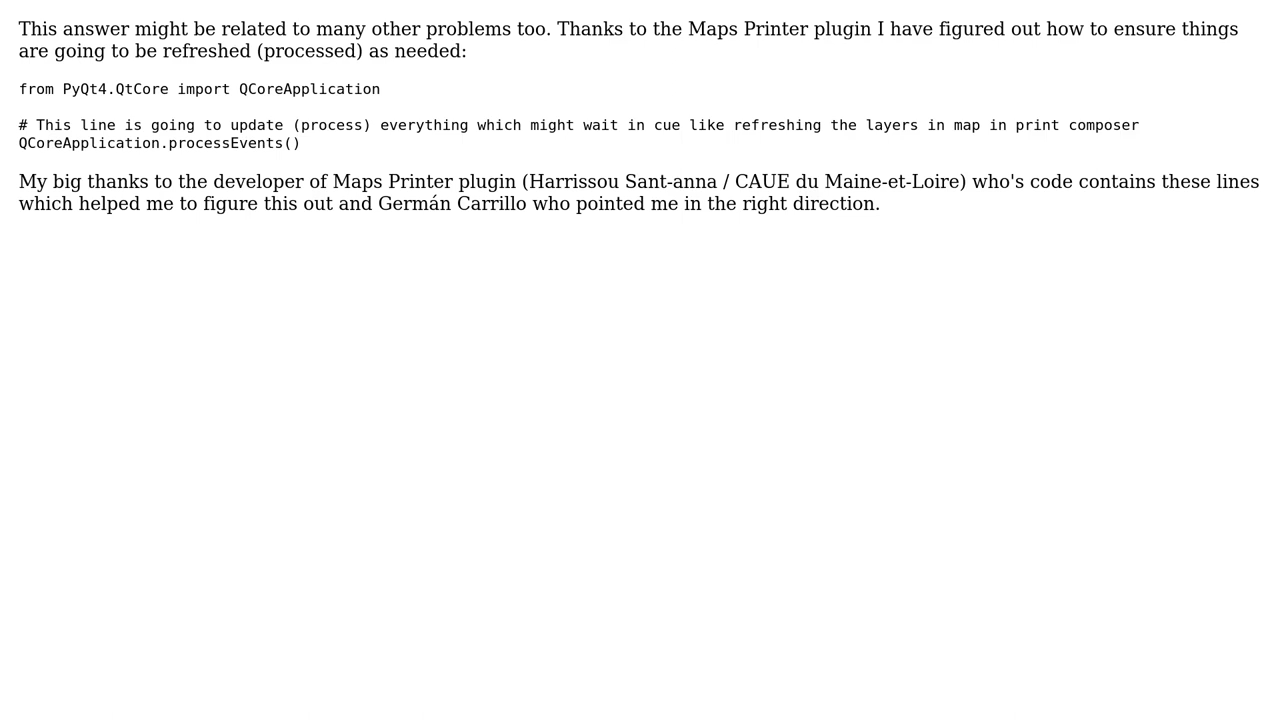 This answer might be related to many other problems too. Thanks to the Maps Printer plugin I have figured out how to ensure things
are going to be refreshed (processed) as needed:
from PyQt4.QtCore import QCoreApplication
# This line is going to update (process) everything which might wait in cue like refreshing the layers in map in print composer
QCoreApplication.processEvents()
My big thanks to the developer of Maps Printer plugin (Harrissou Sant-anna / CAUE du Maine-et-Loire) who's code contains these lines
which helped me to figure this out and Germán Carrillo who pointed me in the right direction.